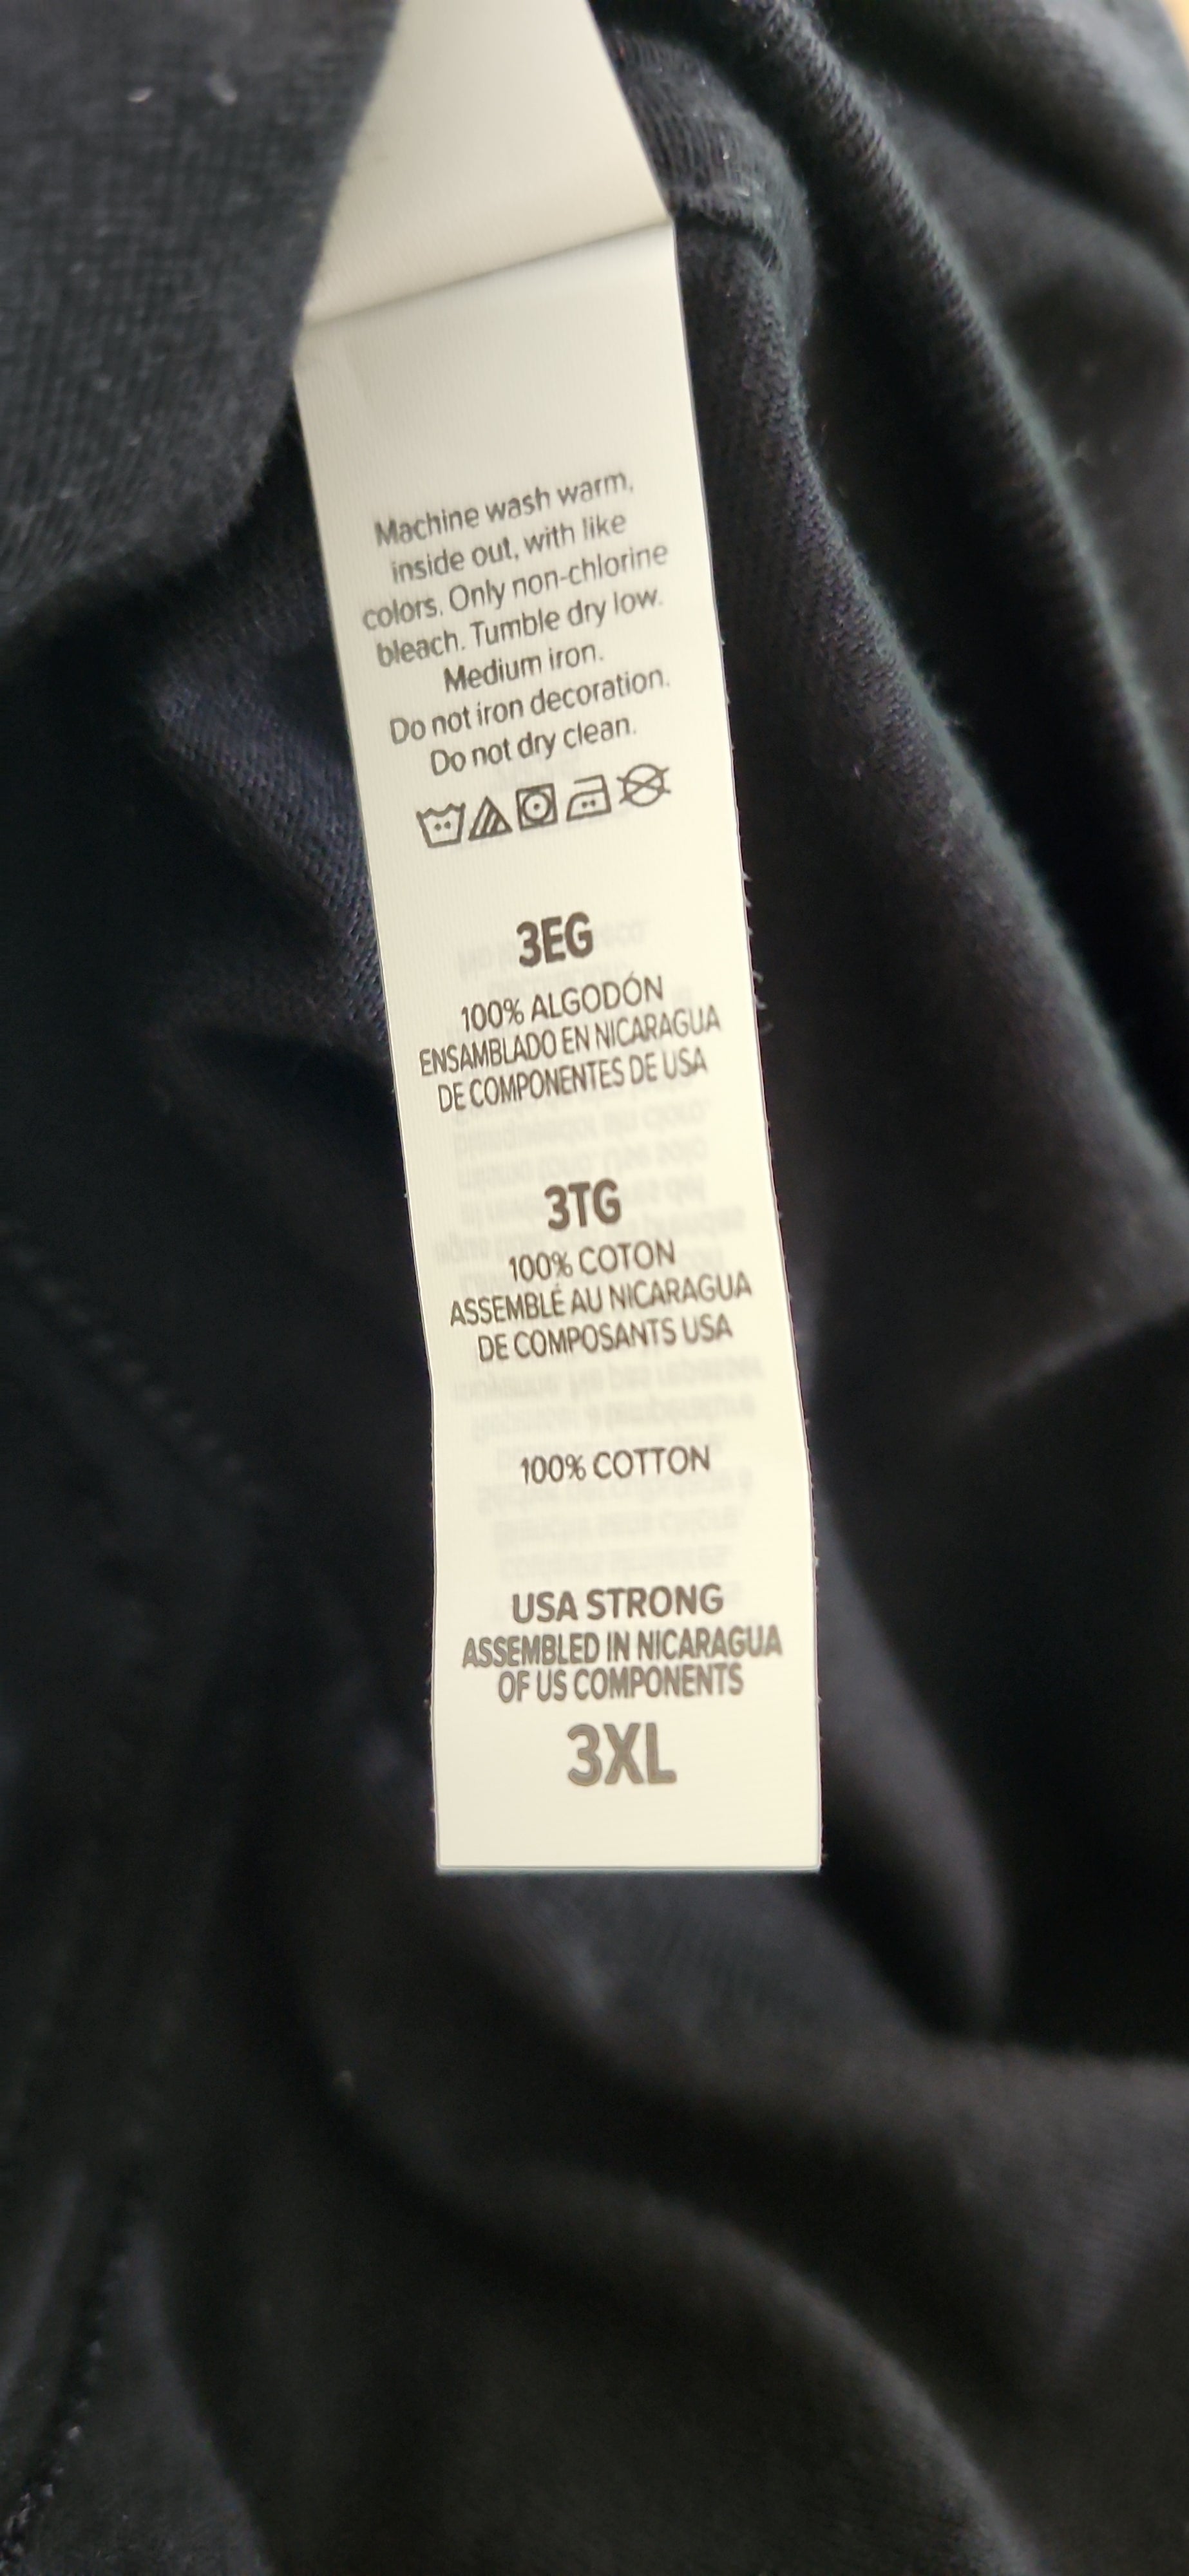 Machine wash warm,
inside out, with like
colors. Only non-chlorine
bleach. Tumble dry low.
Medium iron.
Do not iron decoration.
Do not dry clean.
3EG
100% ALGODÓN
ENSAMBLADO EN NICARAGUA
DE COMPONENTES DE USA
3TG
100% COTON
ASSEMBLÉ AU NICARAGUA
DE COMPOSANTS USA
100% COTTON
USA STRONG
ASSEMBLED IN NICARAGUA
OF US COMPONENTS
3XL